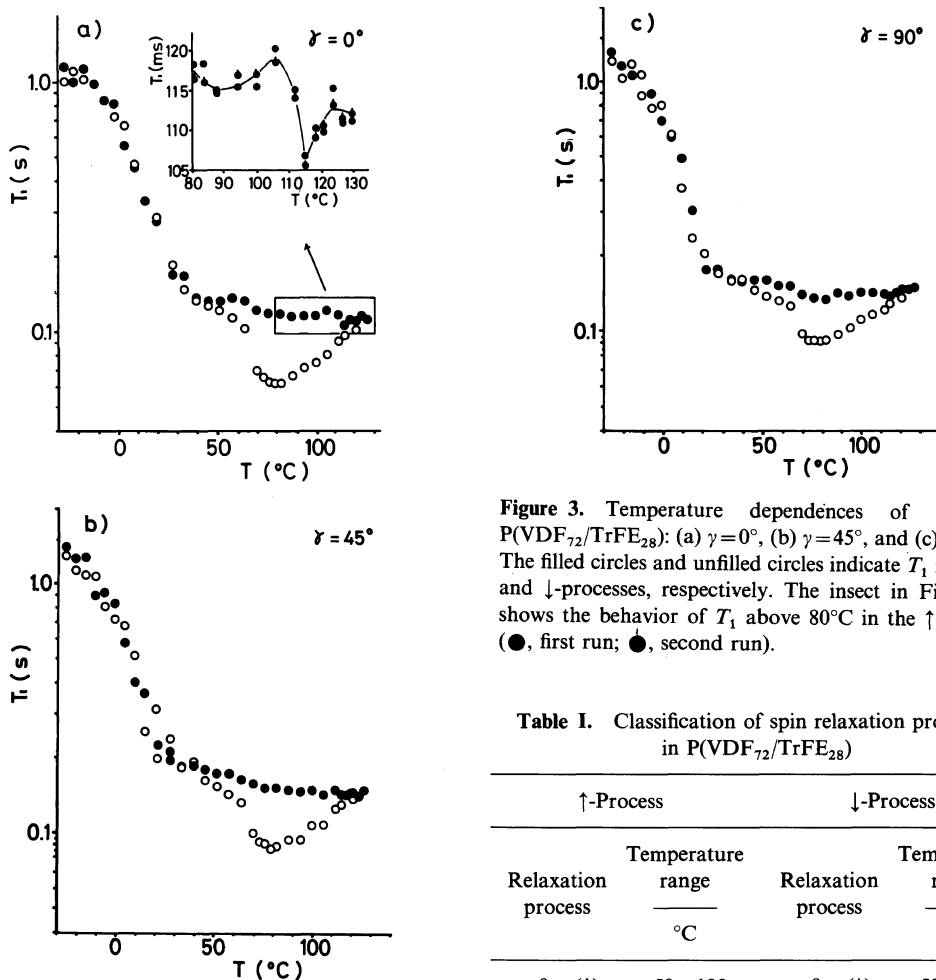 a)
γ=0°
T₁(ms)
120
115
110
105
80 90 100 110 120 130
T(°C)
1.0
T₁(s)
0.1
0 50 100
T(°C)
b)
γ=45°
1.0
T₁(s)
0.1
0 50 100
T(°C)
c)
γ=90°
1.0
T₁(s)
0.1
0 50 100
T(°C)
Figure 3. Temperature dependences of
P(VDF₇₂/TrFE₂₈): (a) γ=0°, (b) γ=45°, and (c)
The filled circles and unfilled circles indicate T₁
and ↓-processes, respectively. The insect in Fi
shows the behavior of T₁ above 80°C in the ↑
(●, first run; ●, second run).
Table I. Classification of spin relaxation pro
in P(VDF₇₂/TrFE₂₈)
↑-Process ↓-Process
Temperature Tem
Relaxation range Relaxation r
process process
°C